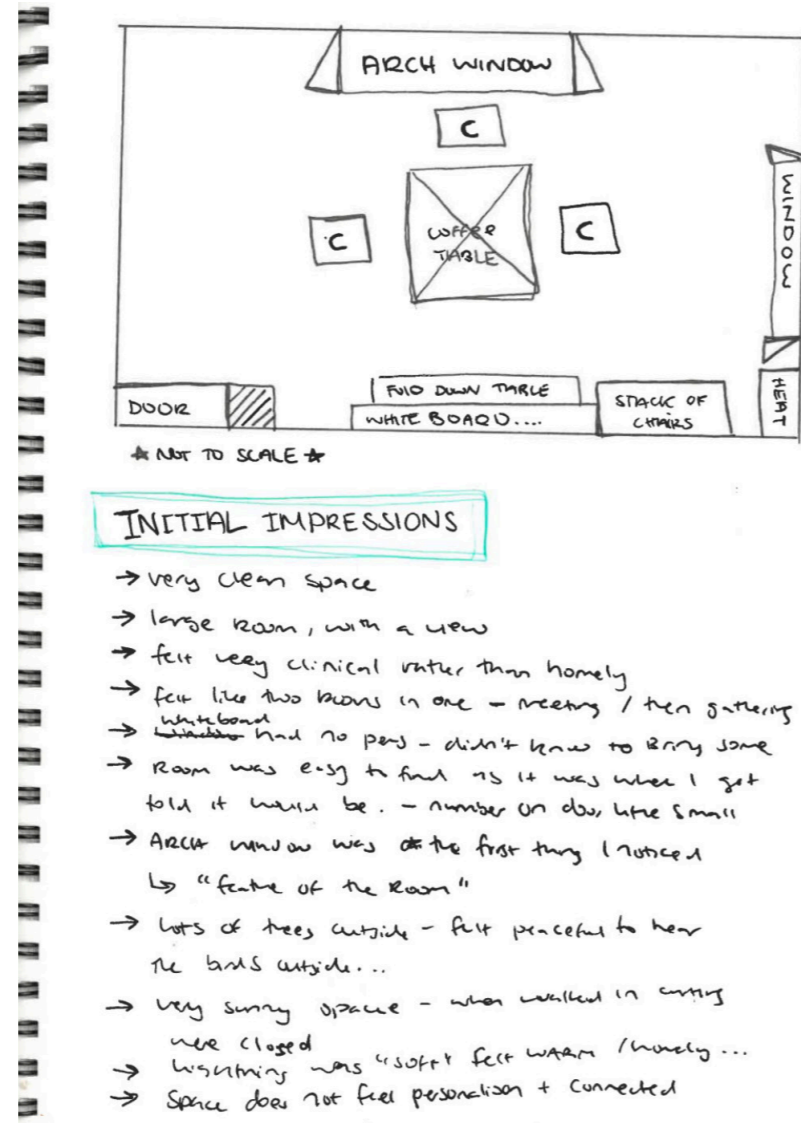 ARCH WINDOW
C
C
COFFEE
TABLE
C
WINDOW
FOLD DOWN TABLE
WHITE BOARD....
STACK OF
CHAIRS
HEAT
DOOR
★ NOT TO SCALE ★
INITIAL IMPRESSIONS
→ very clean space
→ large room, with a view
→ felt very clinical rather than homely
→ felt like two rooms in one - meeting / then gathering
whiteboard
→ had no pens - didn't know to Bring some
→ Room was easy to find as it was where I got
told it would be. - number on door little small
→ ARCH window was the first thing I noticed
↳ "feature of the Room"
→ Lots of trees outside - felt peaceful to hear
the birds outside...
→ very sunny space - when walked in
were closed
→ was "soft" felt WARM / homely...
→ Space does not feel + connected